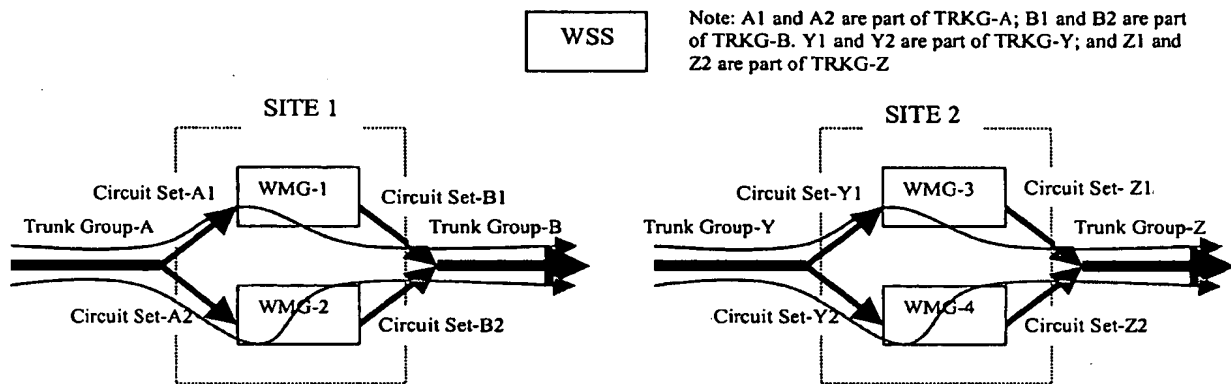 WSS
Note: A1 and A2 are part of TRKG-A; B1 and B2 are part
of TRKG-B. Y1 and Y2 are part of TRKG-Y; and Z1 and
Z2 are part of TRKG-Z
SITE 1
SITE 2
Circuit Set-A1
WMG-1
Circuit Set-B1
Trunk Group-A
Trunk Group-B
Circuit Set-A2
WMG-2
Circuit Set-B2
Circuit Set-Y1
WMG-3
Circuit Set- Z1
Trunk Group-Y
Trunk Group-Z
Circuit Set-Y2
WMG-4
Circuit Set-Z2